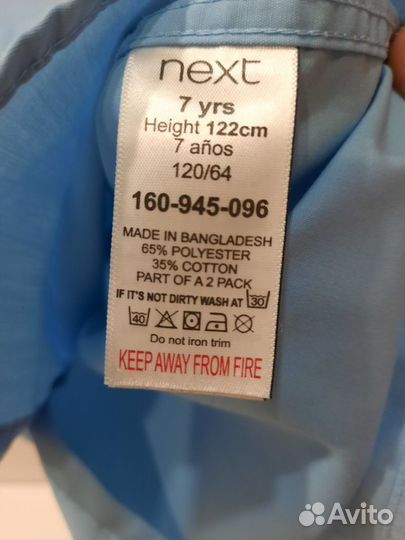 next
7 yrs
Height 122cm
7 años
120/64
160-945-096
MADE IN BANGLADESH
65% POLYESTER
35% COTTON
PART OF A 2 PACK
IF IT'S NOT DIRTY WASH AT 30
40
Do not iron trim
KEEP AWAY FROM FIRE
Avito